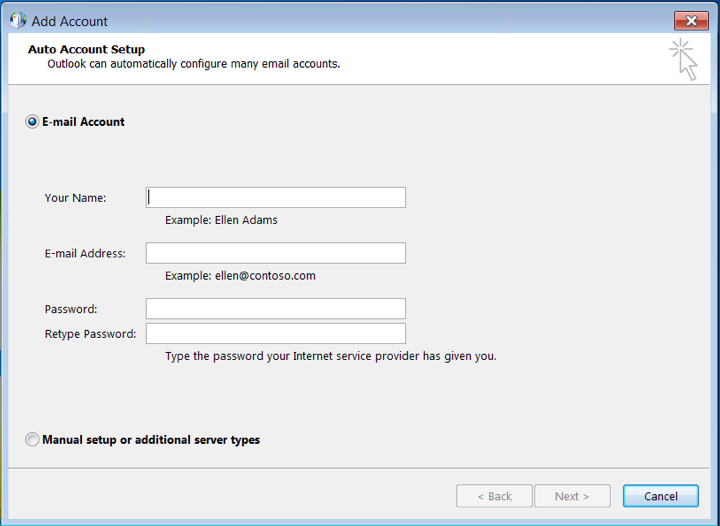 Add Account
Auto Account Setup
Outlook can automatically configure many email accounts.
E-mail Account
Your Name:
Example: Ellen Adams
E-mail Address:
Example: ellen@contoso.com
Password:
Retype Password:
Type the password your Internet service provider has given you.
Manual setup or additional server types
< Back Next > Cancel